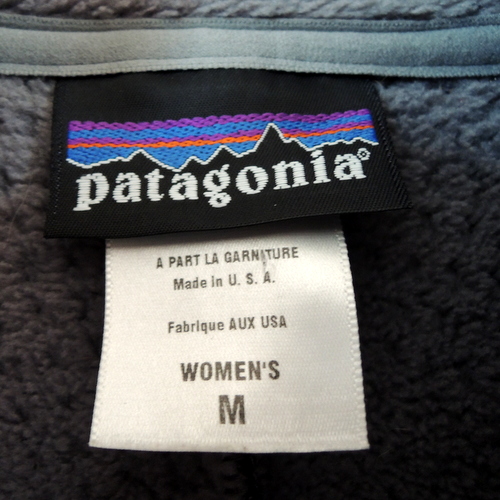 patagonia®
A PART LA GARNITURE
Made in U. S. A.
Fabrique AUX USA
WOMEN'S
M